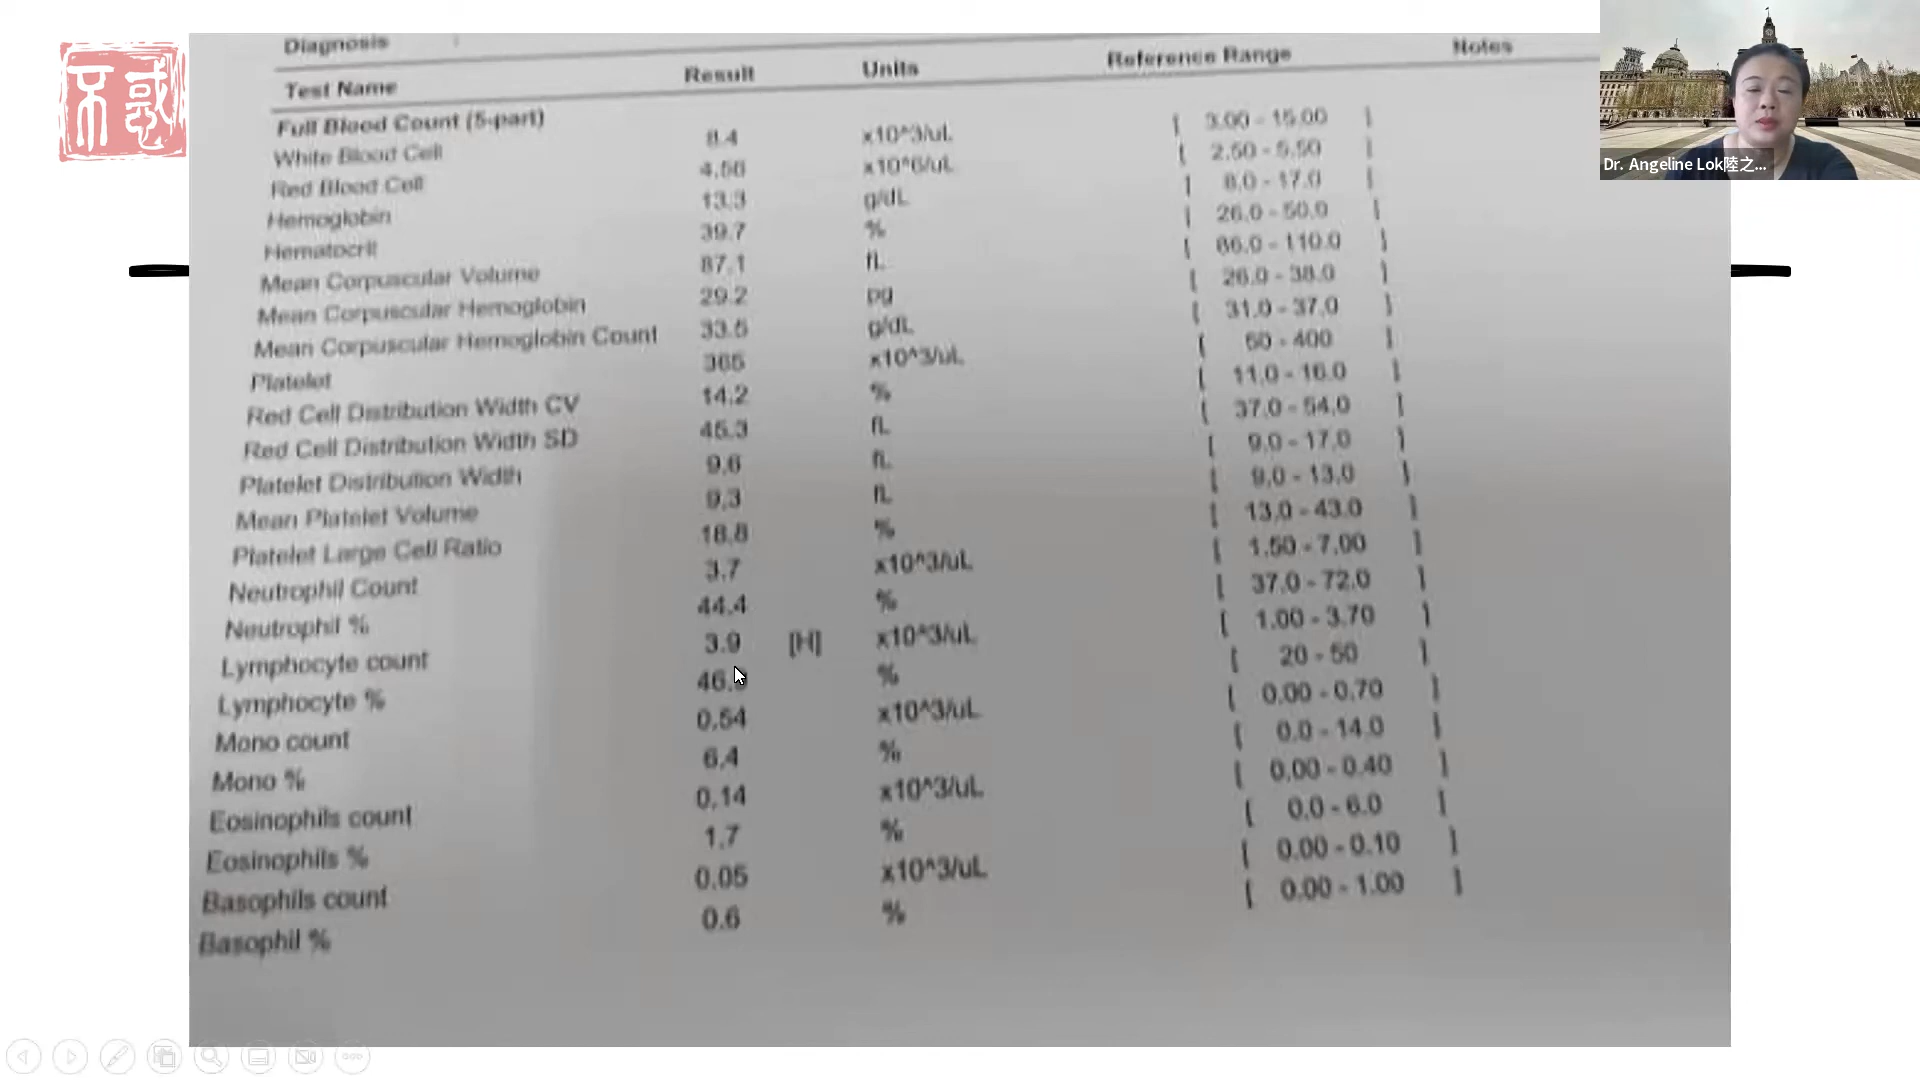 不惑
Diagnosis
Test Name Result Units Reference Range Notes
Full Blood Count (5-part)
White Blood Cell 8.4 x10^3/uL [ 3.00 - 15.00 ]
Red Blood Cell 4.56 x10^6/uL [ 2.50 - 5.50 ]
Hemoglobin 13.3 g/dL [ 8.0 - 17.0 ]
Hematocrit 39.7 % [ 26.0 - 50.0 ]
Mean Corpuscular Volume 87.1 fL [ 86.0 - 110.0 ]
Mean Corpuscular Hemoglobin 29.2 pg [ 26.0 - 38.0 ]
Mean Corpuscular Hemoglobin Count 33.5 g/dL [ 31.0 - 37.0 ]
Platelet 365 x10^3/uL [ 50 - 400 ]
Red Cell Distribution Width CV 14.2 % [ 11.0 - 16.0 ]
Red Cell Distribution Width SD 45.3 fL [ 37.0 - 54.0 ]
Platelet Distribution Width 9.6 fL [ 9.0 - 17.0 ]
Mean Platelet Volume 9.3 fL [ 9.0 - 13.0 ]
Platelet Large Cell Ratio 18.8 % [ 13.0 - 43.0 ]
Neutrophil Count 3.7 x10^3/uL [ 1.50 - 7.00 ]
Neutrophil % 44.4 % [ 37.0 - 72.0 ]
Lymphocyte count 3.9 [H] x10^3/uL [ 1.00 - 3.70 ]
Lymphocyte % % [ 20 - 50 ]
Mono count 0.54 x10^3/uL [ 0.00 - 0.70 ]
Mono % 6.4 % [ 0.0 - 14.0 ]
Eosinophils count 0.14 x10^3/uL [ 0.00 - 0.40 ]
Eosinophils % 1.7 % [ 0.0 - 6.0 ]
Basophils count 0.05 x10^3/uL [ 0.00 - 0.10 ]
Basophil % 0.6 % [ 0.00 - 1.00 ]
Dr. Angeline Lok陸之...